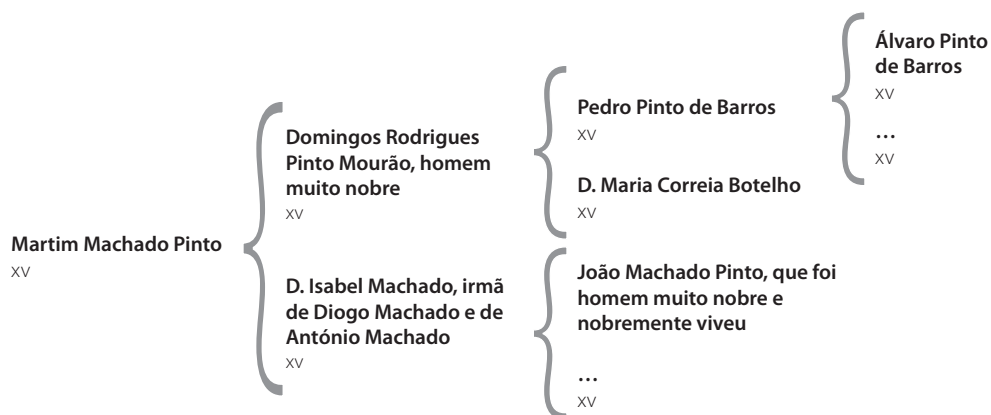 Martim Machado Pinto
XV
Domingos Rodrigues
Pinto Mourão, homem
muito nobre
XV
D. Isabel Machado, irmã
de Diogo Machado e de
António Machado
XV
Pedro Pinto de Barros
XV
D. Maria Correia Botelho
XV
João Machado Pinto, que foi
homem muito nobre e
nobremente viveu
...
XV
Álvaro Pinto
de Barros
XV
...
XV